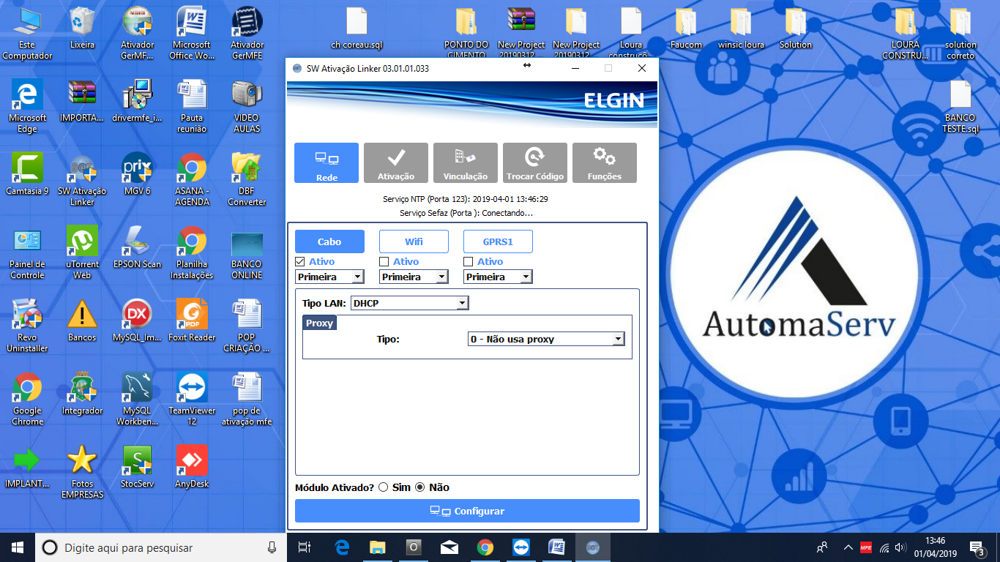 Este
Computador
Lixeira
Ativador
GerMF...
Microsoft
Office Wo...
Ativador
GerMFE
ch coreau.sql
PONTO DO
CIMENTO
New Project
20190312
New Project
20190312
Loura
construçõ
Faucom
winsic loura
Solution
LOURA
CONSTRU...
solution
correto
Microsoft
Edge
IMPORTA...
drivermfe_i...
Pauta
reunião
VIDEO
AULAS
BANCO
TESTE.sql
Camtasia 9
SW Ativação
Linker
prix
MGV 6
ASANA -
AGENDA
DBF
Converter
Painel de
Controle
uTorrent
Web
EPSON Scan
Planilha
Instalações
BANCO
ONLINE
Revo
Uninstaller
Bancos
DX
MySQL_Im...
PDF
Foxit Reader
POP
CRIAÇÃO ...
Google
Chrome
Integrador
MySQL
Workben...
TeamViewer
12
pop de
ativação mfe
IMPLANT...
Fotos
EMPRESAS
StocServ
AnyDesk
SW Ativação Linker 03.01.01.033
ELGIN
Rede
Ativação
Vinculação
Trocar Código
Funções
Serviço NTP (Porta 123): 2019-04-01 13:46:29
Serviço Sefaz (Porta ): Conectando...
Cabo
Wifi
GPRS1
Ativo
Ativo
Ativo
Primeira
Primeira
Primeira
Tipo LAN: DHCP
Proxy
Tipo: 0 - Não usa proxy
Módulo Ativado? Sim Não
Configurar
AutomaServ
Digite aqui para pesquisar
MFE
13:46
01/04/2019
3